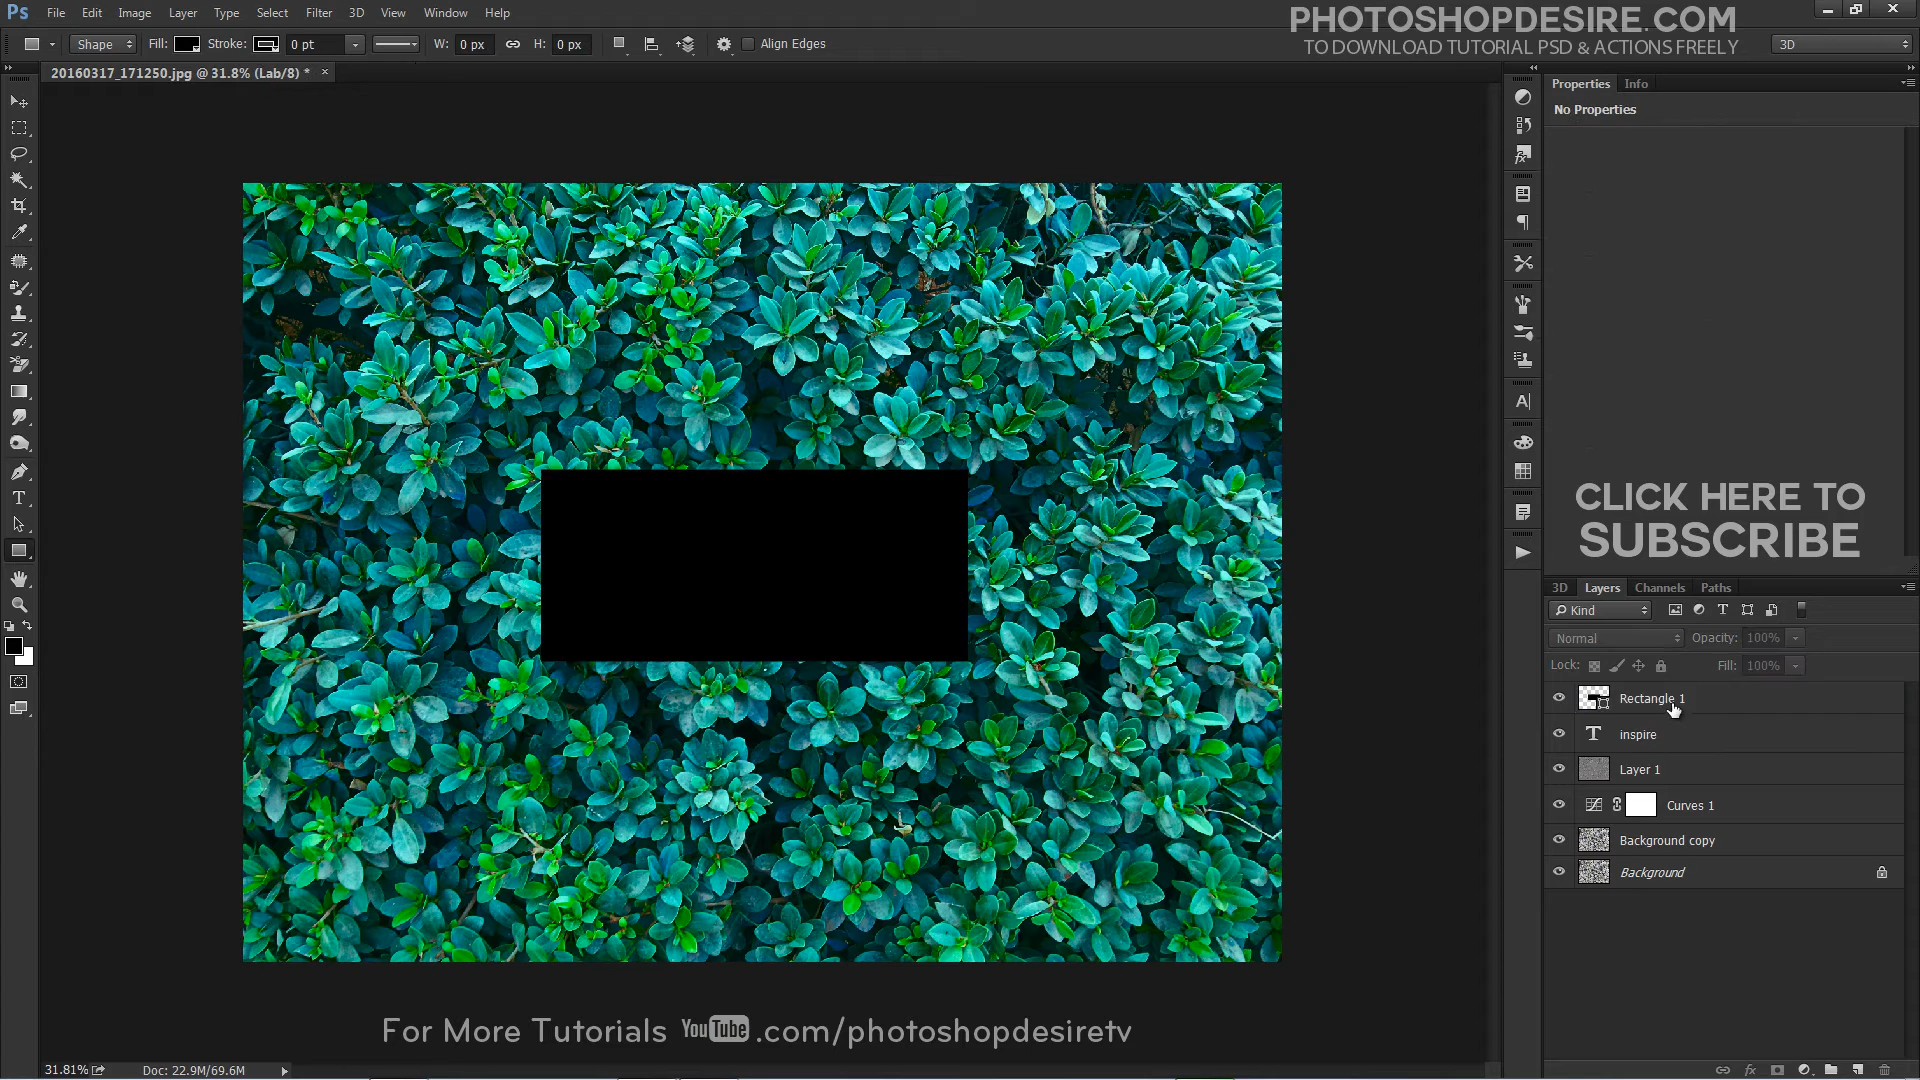 Ps File Edit Image Layer Type Select Filter 3D View Window Help
PHOTOSHOPDESIRE.COM
TO DOWNLOAD TUTORIAL PSD & ACTIONS FREELY
Shape Fill: Stroke: 0 pt W: 0 px H: 0 px Align Edges 3D
20160317_171250.jpg @ 31.8% (Lab/8) * ×
Properties Info
No Properties
CLICK HERE TO
SUBSCRIBE
3D Layers Channels Paths
Kind
Normal Opacity: 100%
Lock: Fill: 100%
Rectangle 1
inspire
Layer 1
Curves 1
Background copy
Background
For More Tutorials YouTube .com/photoshopdesiretv
31.81% Doc: 22.9M/69.6M